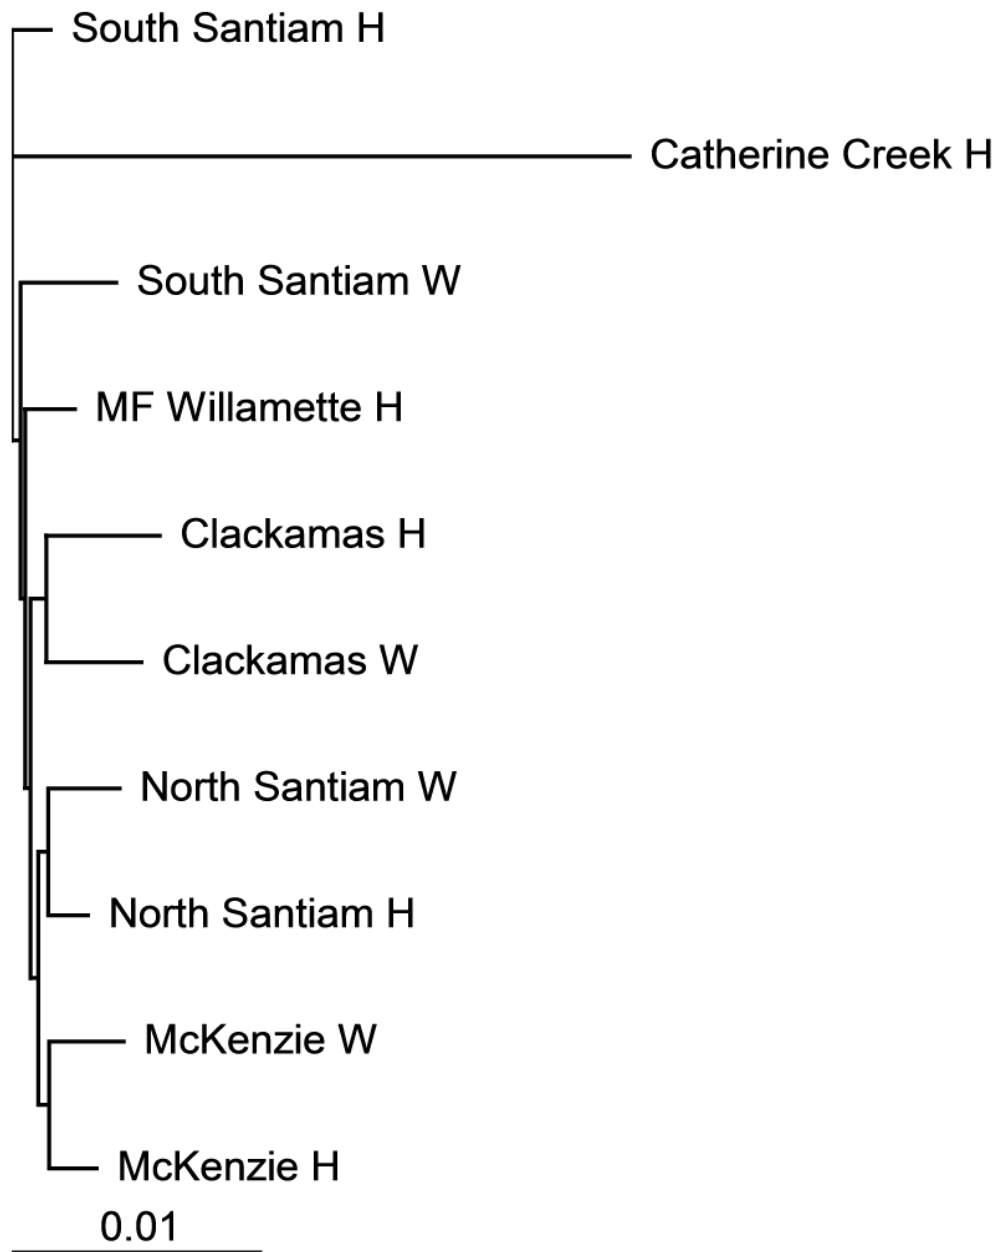 South Santiam H
Catherine Creek H
South Santiam W
MF Willamette H
Clackamas H
Clackamas W
North Santiam W
North Santiam H
McKenzie W
McKenzie H
0.01